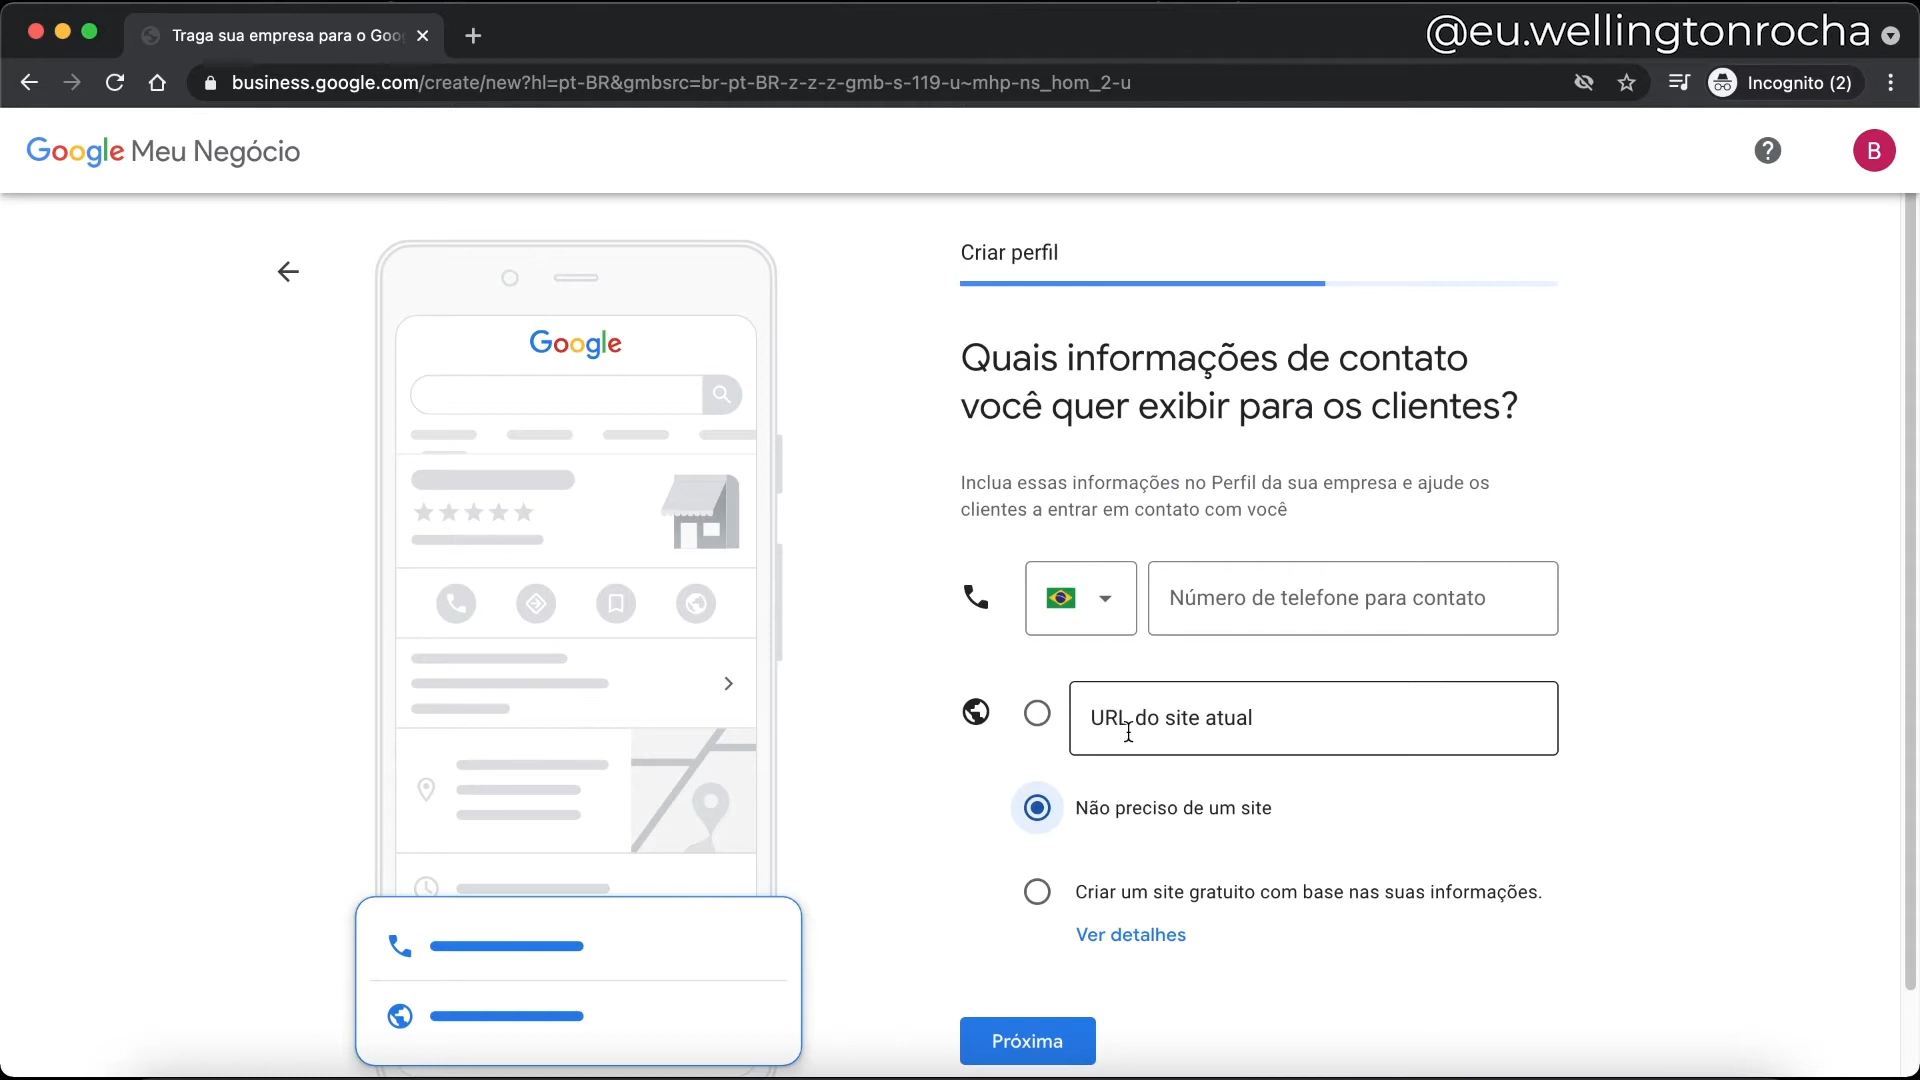 Traga sua empresa para o Goo
@eu.wellingtonrocha
business.google.com/create/new?hl=pt-BR&gmbsrc=br-pt-BR-z-z-z-gmb-s-119-u~mhp-ns_hom_2-u
Incognito (2)
Google Meu Negócio
B
Criar perfil
Google
Quais informações de contato
você quer exibir para os clientes?
Inclua essas informações no Perfil da sua empresa e ajude os
clientes a entrar em contato com você
Número de telefone para contato
URL do site atual
Não preciso de um site
Criar um site gratuito com base nas suas informações.
Ver detalhes
Próxima